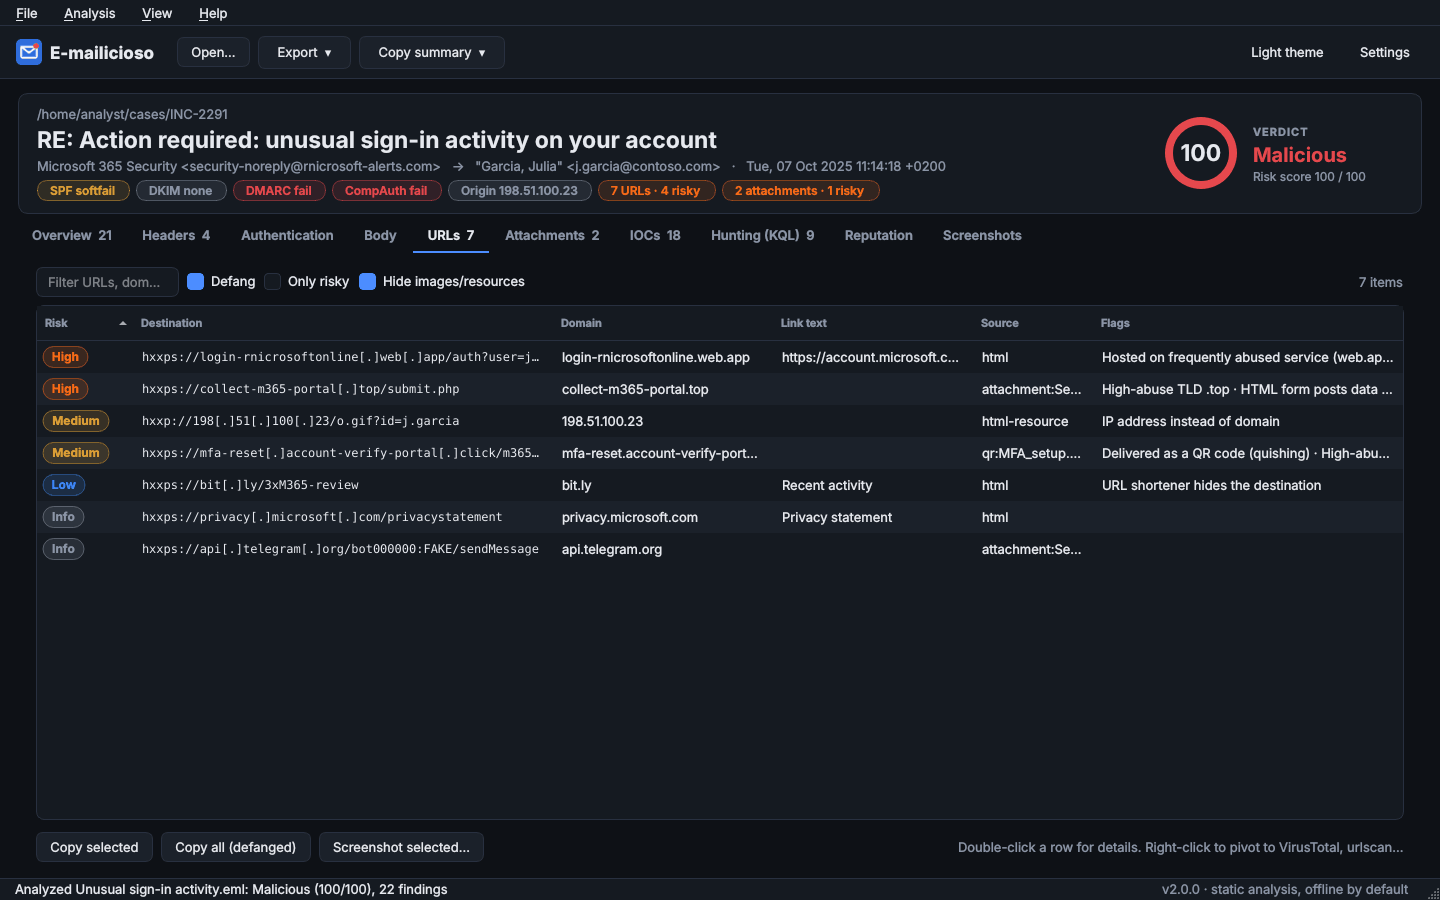 File Analysis View Help
E-mailicioso Open... Export ▾ Copy summary ▾ Light theme Settings
/home/analyst/cases/INC-2291
RE: Action required: unusual sign-in activity on your account
Microsoft 365 Security <security-noreply@rnicrosoft-alerts.com> → "Garcia, Julia" <j.garcia@contoso.com> · Tue, 07 Oct 2025 11:14:18 +0200
SPF softfail DKIM none DMARC fail CompAuth fail Origin 198.51.100.23 7 URLs · 4 risky 2 attachments · 1 risky
100
VERDICT
Malicious
Risk score 100 / 100
Overview 21 Headers 4 Authentication Body URLs 7 Attachments 2 IOCs 18 Hunting (KQL) 9 Reputation Screenshots
Filter URLs, dom... Defang Only risky Hide images/resources 7 items
Risk Destination Domain Link text Source Flags
High hxxps://login-rnicrosoftonline[.]web[.]app/auth?user=j… login-rnicrosoftonline.web.app https://account.microsoft.c... html Hosted on frequently abused service (web.ap...
High hxxps://collect-m365-portal[.]top/submit.php collect-m365-portal.top attachment:Se... High-abuse TLD .top · HTML form posts data ...
Medium hxxp://198[.]51[.]100[.]23/o.gif?id=j.garcia 198.51.100.23 html-resource IP address instead of domain
Medium hxxps://mfa-reset[.]account-verify-portal[.]click/m365… mfa-reset.account-verify-port... qr:MFA_setup.... Delivered as a QR code (quishing) · High-abu...
Low hxxps://bit[.]ly/3xM365-review bit.ly Recent activity html URL shortener hides the destination
Info hxxps://privacy[.]microsoft[.]com/privacystatement privacy.microsoft.com Privacy statement html
Info hxxps://api[.]telegram[.]org/bot000000:FAKE/sendMessage api.telegram.org attachment:Se...
Copy selected Copy all (defanged) Screenshot selected... Double-click a row for details. Right-click to pivot to VirusTotal, urlscan...
Analyzed Unusual sign-in activity.eml: Malicious (100/100), 22 findings v2.0.0 · static analysis, offline by default